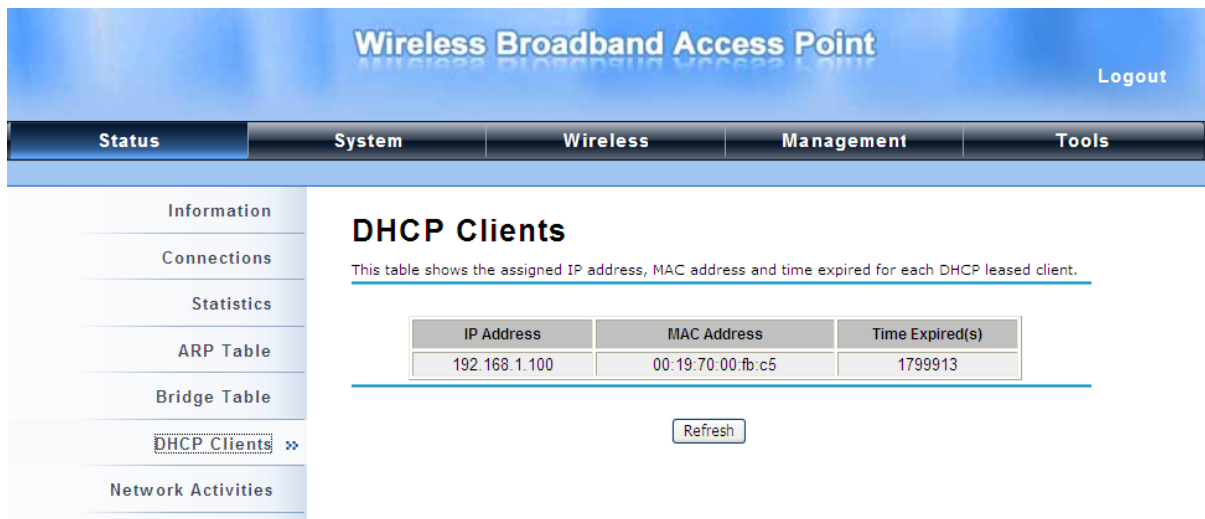 Wireless Broadband Access Point
Logout
Status System Wireless Management Tools
Information
Connections
Statistics
ARP Table
Bridge Table
DHCP Clients »
Network Activities
DHCP Clients
This table shows the assigned IP address, MAC address and time expired for each DHCP leased client.
IP Address MAC Address Time Expired(s)
192.168.1.100 00:19:70:00:fb:c5 1799913
Refresh